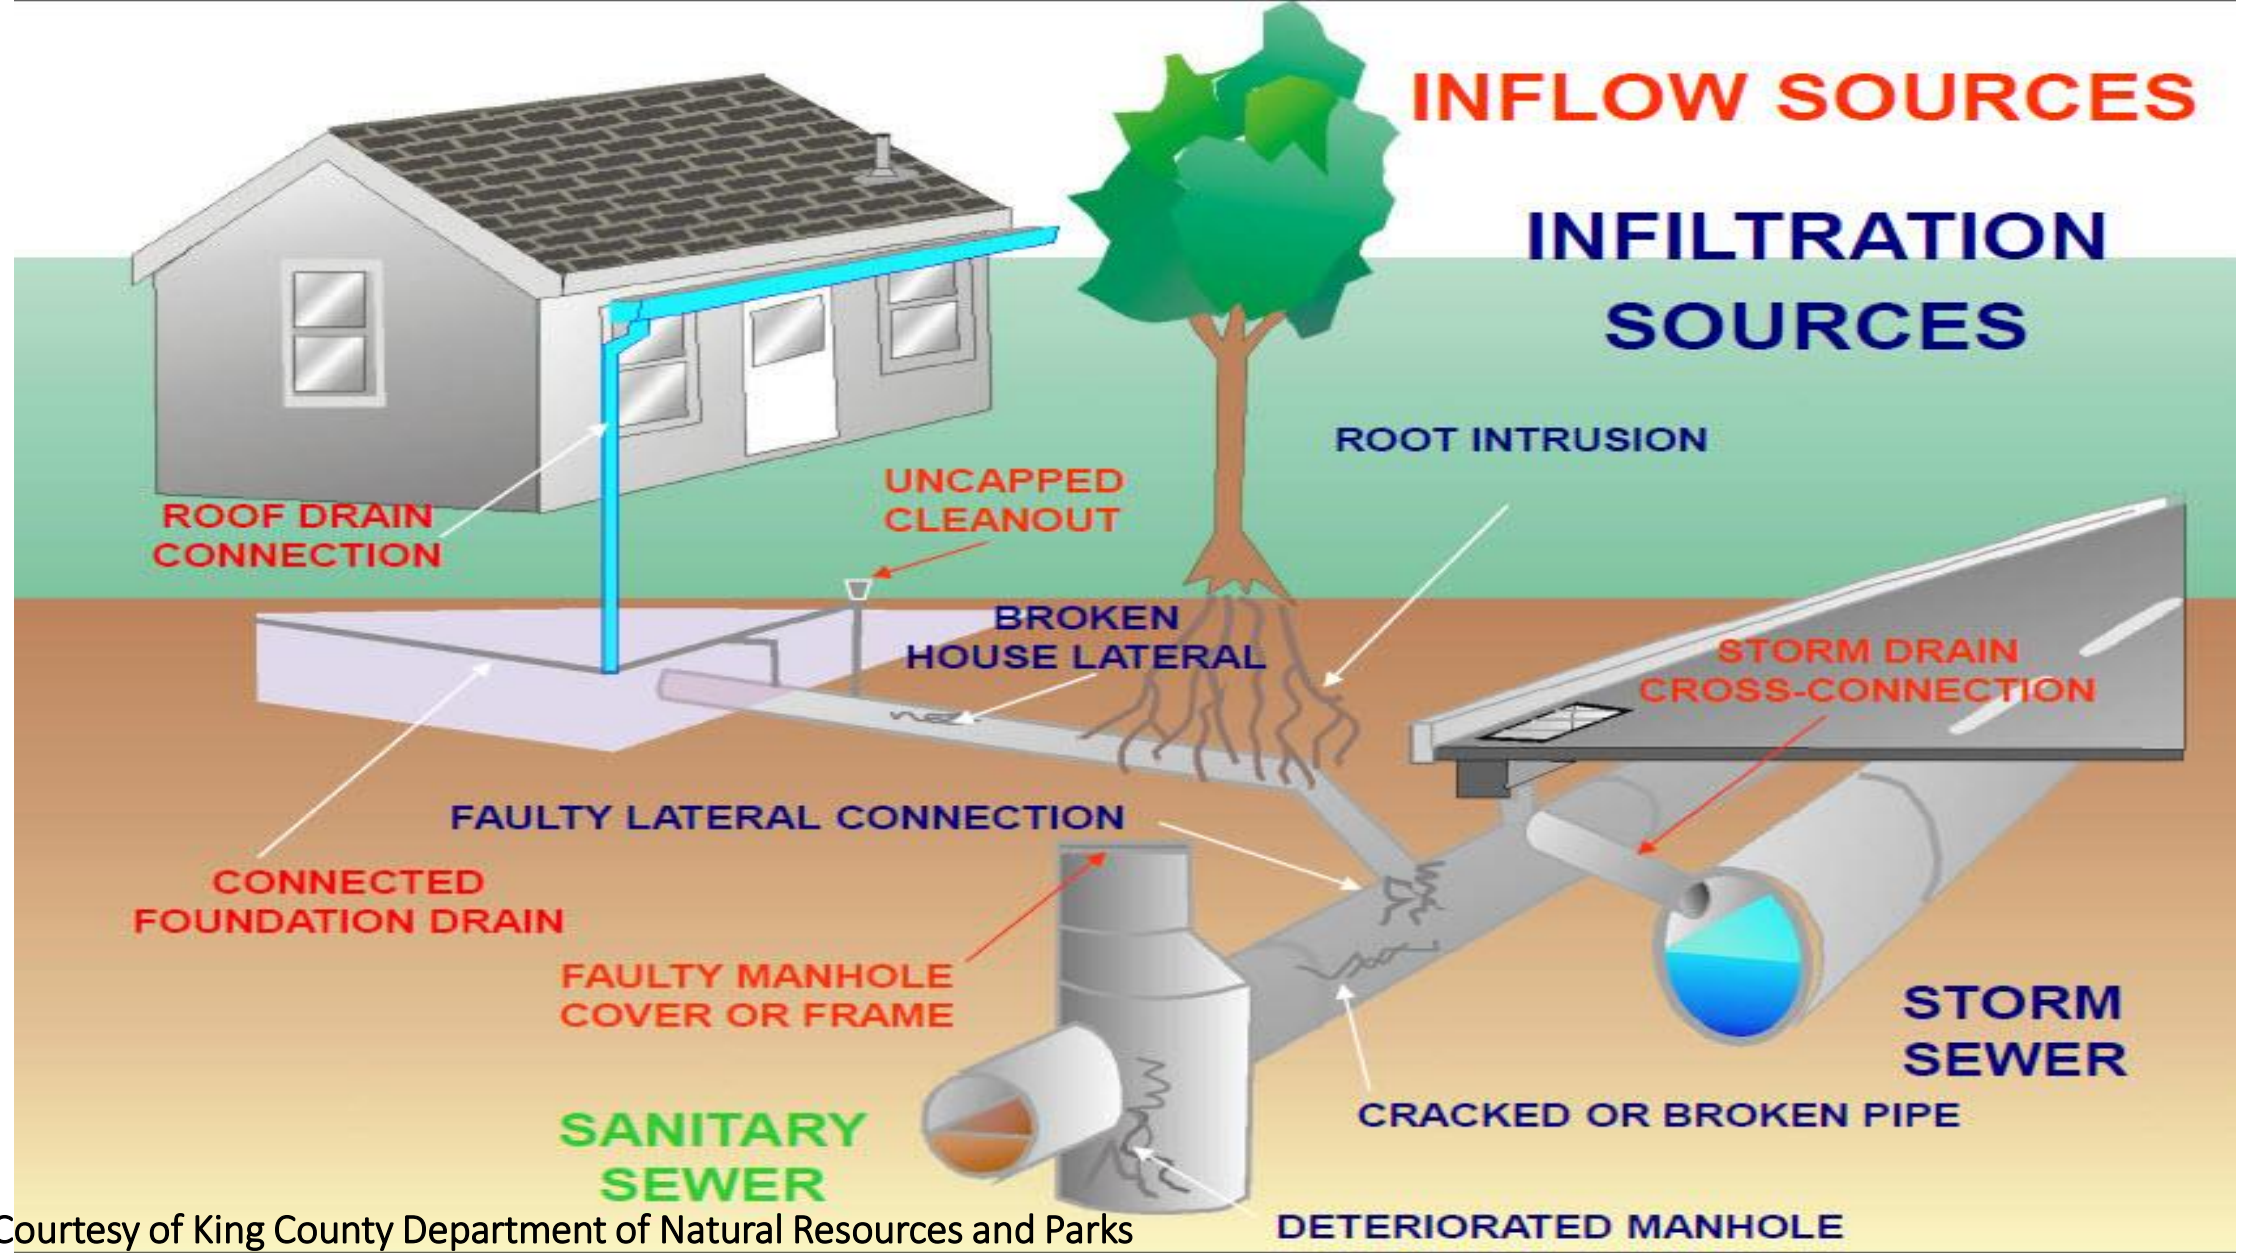 INFLOW SOURCES
INFILTRATION
SOURCES
ROOT INTRUSION
UNCAPPED
CLEANOUT
ROOF DRAIN
CONNECTION
BROKEN
HOUSE LATERAL
STORM DRAIN
CROSS-CONNECTION
FAULTY LATERAL CONNECTION
CONNECTED
FOUNDATION DRAIN
FAULTY MANHOLE
COVER OR FRAME
STORM
SEWER
CRACKED OR BROKEN PIPE
SANITARY
SEWER
DETERIORATED MANHOLE
Courtesy of King County Department of Natural Resources and Parks